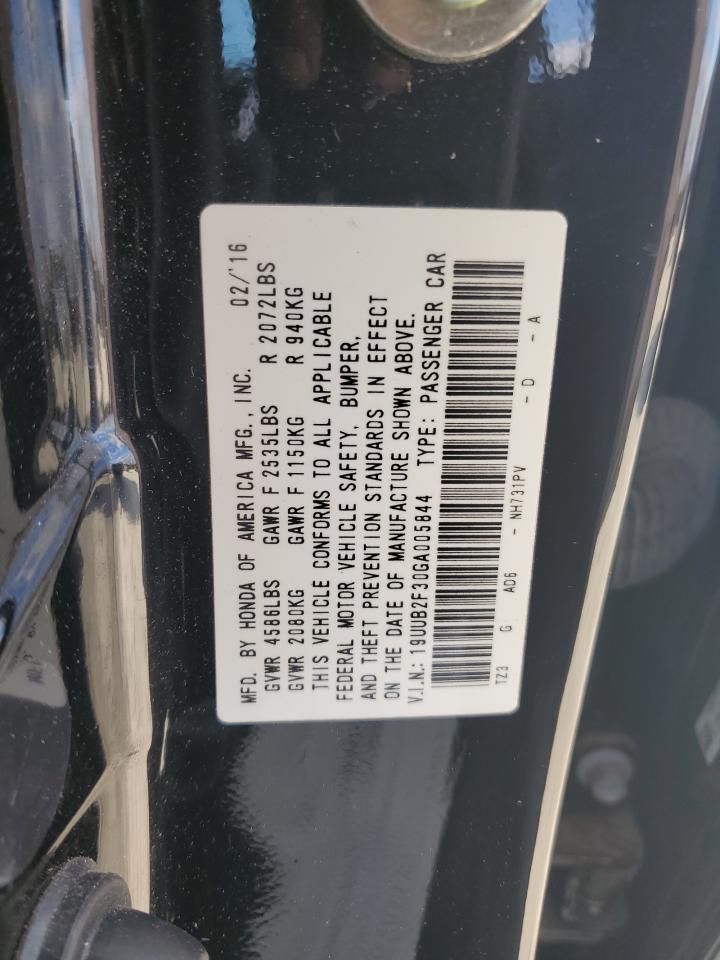 MFD. BY HONDA OF AMERICA MFG., INC. 02/'16
GVWR 4586LBS GAWR F 2535LBS R 2072LBS
GVWR 2080KG GAWR F 1150KG R 940KG
THIS VEHICLE CONFORMS TO ALL APPLICABLE
FEDERAL MOTOR VEHICLE SAFETY, BUMPER,
AND THEFT PREVENTION STANDARDS IN EFFECT
ON THE DATE OF MANUFACTURE SHOWN ABOVE.
V.I.N.: 19UUB2F30GA005844 TYPE: PASSENGER CAR
TZ3 G AD6 - NH731PV - D - A